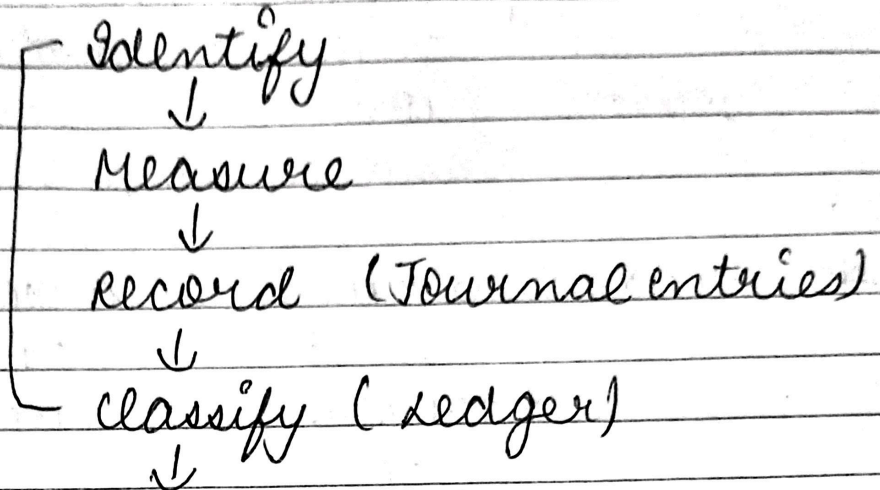 Identify
↓
Measure
↓
Record (Journal entries)
↓
Classify (Ledger)
↓